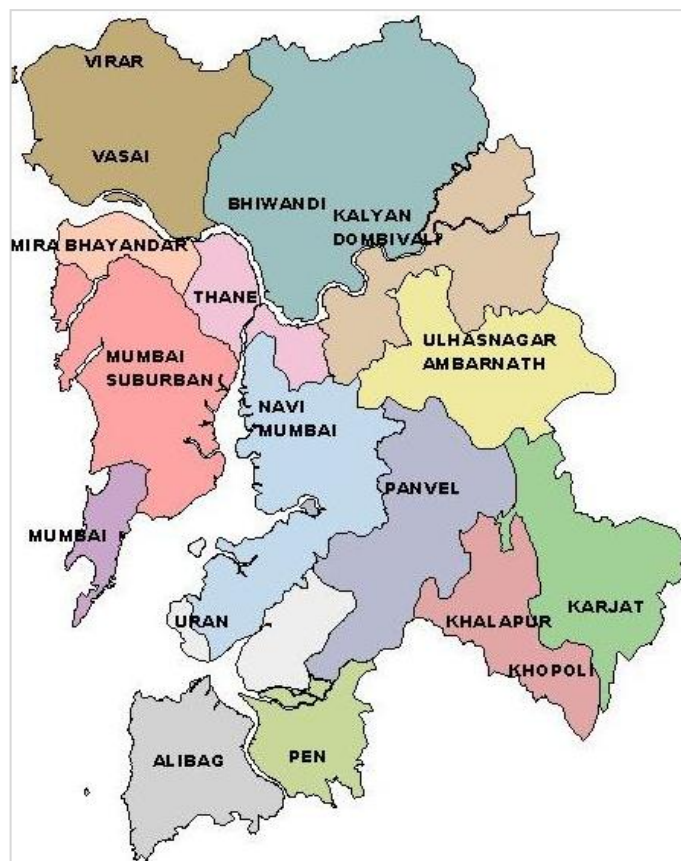 VIRAR
VASAI
BHIWANDI
KALYAN
DOMBIVALI
MIRA BHAYANDAR
THANE
MUMBAI
SUBURBAN
ULHASNAGAR
AMBARNATH
NAVI
MUMBAI
PANVEL
MUMBAI
URAN
KHALAPUR
KARJAT
KHOPOLI
ALIBAG
PEN